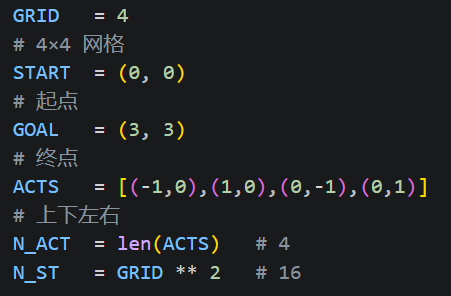 GRID   = 4
# 4×4 网格
START  = (0, 0)
# 起点
GOAL   = (3, 3)
# 终点
ACTS   = [(-1,0),(1,0),(0,-1),(0,1)]
# 上下左右
N_ACT  = len(ACTS)   # 4
N_ST   = GRID ** 2   # 16